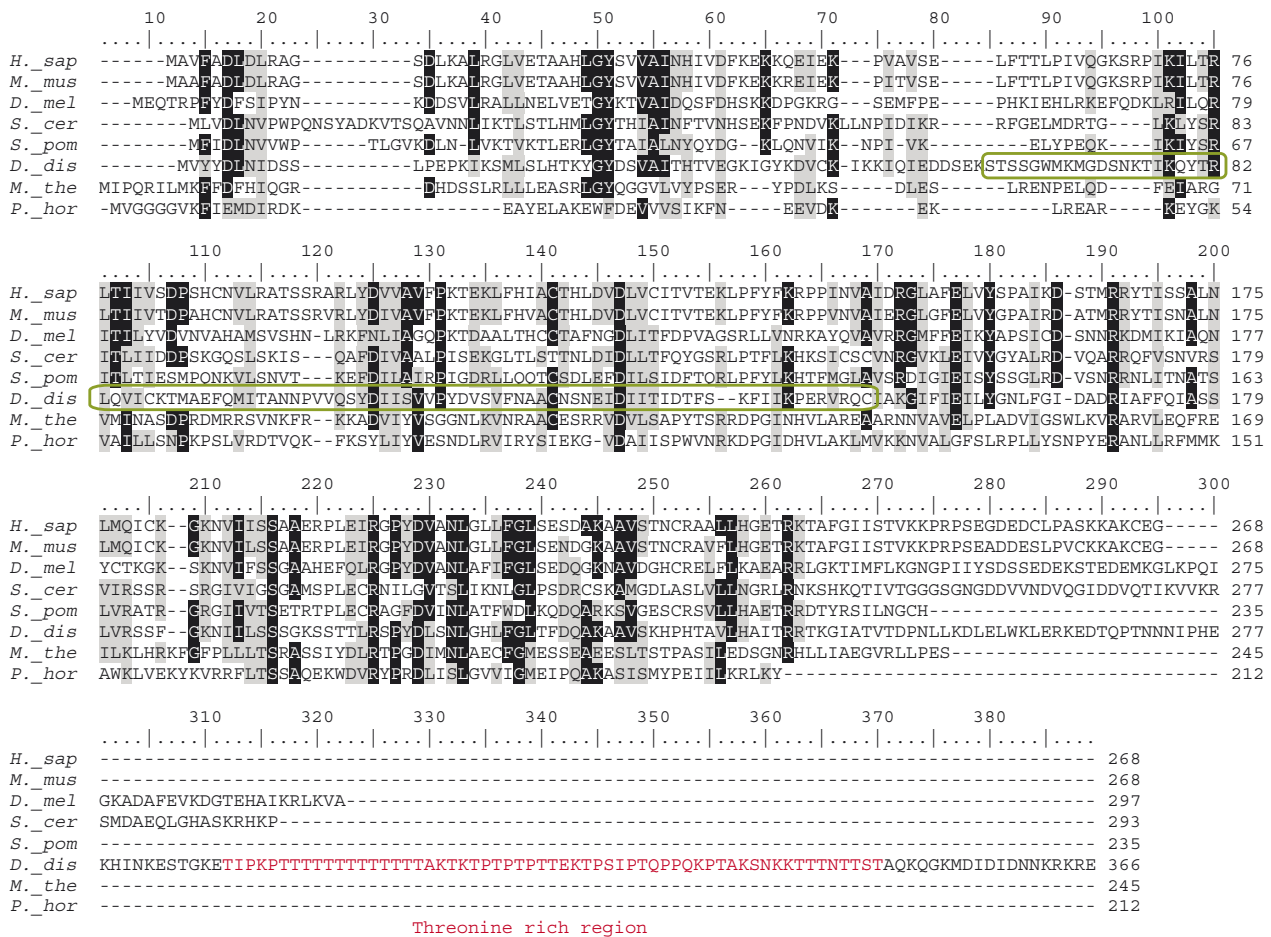 10 20 30 40 50 60 70 80 90 100
....|....|....|....|....|....|....|....|....|....|....|....|....|....|....|....|....|....|....|....|
H._sap ------MAVFADLDLRAG----------SDLKALRGLVETAAHLGYSVVAINHIVDFKEKKQEIEK---PVAVSE-----LFTTLPIVQGKSRPIKILTR 76
M._mus ------MAAFADLDLRAG----------SDLKALRGLVETAAHLGYSVVAINHIVDFKEKKREIEK---PITVSE-----LFTTLPIVQGKSRPIKILTR 76
D._mel ---MEQTRPFYDFSIPYN----------KDDSVLRALLNELVETGYKTVAIDQSFDHSKKDPGKRG---SEMFPE-----PHKIEHLRKEFQDKLRILQR 79
S._cer --------MLVDLNVPWPQNSYADKVTSQAVNNLIKTLSTLHMLGYTHIAINFTVNHSEKFPNDVKLLNPIDIKR-----RFGELMDRTG---LKLYSR 83
S._pom --------MFIDLNVVWP------TLGVKDLN-LVKTVKTLERLGYTAIALNYQYDG--KLQNVIK---NPI-VK-----ELYPEQK----IKIYSR 67
D._dis -------MVYYDLNIDSS------LPEPKIKSMLSLHTKYGYDSVAITHTVEGKIGYKDVCK-IKKIQIEDDSEKSTSSGWMKMGDSNKTIKQYTR 82
M._the MIPQRILMKFFDFHIQGR----------DHDSSLRLLLEASRLGYQGGVLVYPSER----YPDLKS----DLES------LRENPELQD----FEIARG 71
P._hor -MVGGGGVKFIEMDIRDK----------EAYELAKEWFDEVVVSIKFN-----EEVDK-----EK--------LREAR-----KEYGK 54
110 120 130 140 150 160 170 180 190 200
....|....|....|....|....|....|....|....|....|....|....|....|....|....|....|....|....|....|....|....|
H._sap LTIIVSDPSHCNVLRATSSRARLYDVVAVFPKTEKLFHIACTHLDVDLVCITVTEKLPFYFKRPPINVAIDRGLAFELVYSPAIKD-STMRRYTISSALN 175
M._mus LTIIVTDPAHCNVLRATSSRVRLYDIVAVFPKTEKLFHVACTHLDVDLVCITVTEKLPFYFKRPPVNVAIERGLGFELVYGPAIRD-ATMRRYTISNALN 175
D._mel ITILYVDVNVAHAMSVSHN-LRKFNLIAGQPKTDAALTHCCTAFNGDLITFDPVAGSRLLVNRKAYQVAVRRGMFFEIKYAPSICD-SNNRKDMIKIAQN 177
S._cer ITLIIDDPSKGQSLSKIS---QAFDIVAALPISEKGLTLSTTNLDIDLLTFQYGSRLPTFLKHKSICSCVNRGVKLEIVYGYALRD-VQARRQFVSNVRS 179
S._pom ITLTIESMPQNKVLSNVT---KEFDILAIRPIGDRLLQQTCSDLEFDILSIDFTQRLPFYLKHTFMGLAVSRDIGIEISYSSGLRD-VSNRRNLITNATS 163
D._dis LQVICKTMAEFQMITANNPVVQSYDIISVVPYDVSVFNAACNSNEIDIITIDTFS--KFIIKPERVRQCIAKGIFIEILYGNLFGI-DADRIAFFQIASS 179
M._the VMINASDPRDMRRSVNKFR--KKADVIYVSGGNLKVNRAACESRRVDVLSAPYTSRRDPGINHVLAREAARNNVAVELPLADVIGSWLKVRARVLEQFRE 169
P._hor VAILLSNPKPSLVRDTVQK--FKSYLIYVESNDLRVIRYSIEKG-VDAIISPWVNRKDPGIDHVLAKLMVKKNVALGFSLRPLLYSNPYERANLLRFMMK 151
210 220 230 240 250 260 270 280 290 300
....|....|....|....|....|....|....|....|....|....|....|....|....|....|....|....|....|....|....|....|
H._sap LMQICK--GKNVIISSAAERPLEIRGPYDVANLGLLFGLSESDAKAAVSTNCRAALLHGETRKTAFGIISTVKKPRPSEGDEDCLPASKKAKCEG----- 268
M._mus LMQICK--GKNVILSSAAERPLEIRGPYDVANLGLLFGLSENDGKAAVSTNCRAVFLHGETRKTAFGIISTVKKPRPSEADDESLPVCKKAKCEG----- 268
D._mel YCTKGK--SKNVIFSSGAAHEFQLRGPYDVANLAFIFGLSEDQGKNAVDGHCRELFLKAEARRLGKTIMFLKGNGPIIYSDSSEDEKSTEDEMKGLKPQI 275
S._cer VIRSSR--SRGIVIGSGAMSPLECRNILGVTSLIKNLGLPSDRCSKAMGDLASLVLLNGRLRNKSHKQTIVTGGGSGNGDDVVNDVQGIDDVQTIKVVKR 277
S._pom LVRATR--GRGIIVTSETRTPLECRAGFDVINLATFWDLKQDQARKSVGESCRSVLLHAETRRDTYRSILNGCH-------------------------- 235
D._dis LVRSSF--GKNIILSSSGKSSTTLRSPYDLSNLGHLFGLTFDQAKAAVSKHPHTAVLHAITRRTKGIATVTDPNLLKDLELWKLERKEDTQPTNNNIPHE 277
M._the ILKLHRKFGFPLLLTSRASSIYDLRTPGDIMNLAECFGMESSEAEESLTSTPASILEDSGNRHLLIAEGVRLLPES------------------------ 245
P._hor AWKLVEKYKVRRFLTSSAQEKWDVRYPRDLISLGVVIGMEIPQAKASISMYPEIILKRLKY--------------------------------------- 212
310 320 330 340 350 360 370 380
....|....|....|....|....|....|....|....|....|....|....|....|....|....|....|....|....|....|
H._sap ----------------------------------------------------------------------------------------- 268
M._mus ----------------------------------------------------------------------------------------- 268
D._mel GKADAFEVKDGTEHAIKRLKVA------------------------------------------------------------------- 297
S._cer SMDAEQLGHASKRHKP------------------------------------------------------------------------- 293
S._pom ----------------------------------------------------------------------------------------- 235
D._dis KHINKESTGKETIPKPTTTTTTTTTTTTTAKTKTPTPTPTTEKTPSIPTQPPQKPTAKSNKKTTTNTTSTAQKQGKMDIDIDNNKRKRE 366
M._the ----------------------------------------------------------------------------------------- 245
P._hor ----------------------------------------------------------------------------------------- 212
Threonine rich region